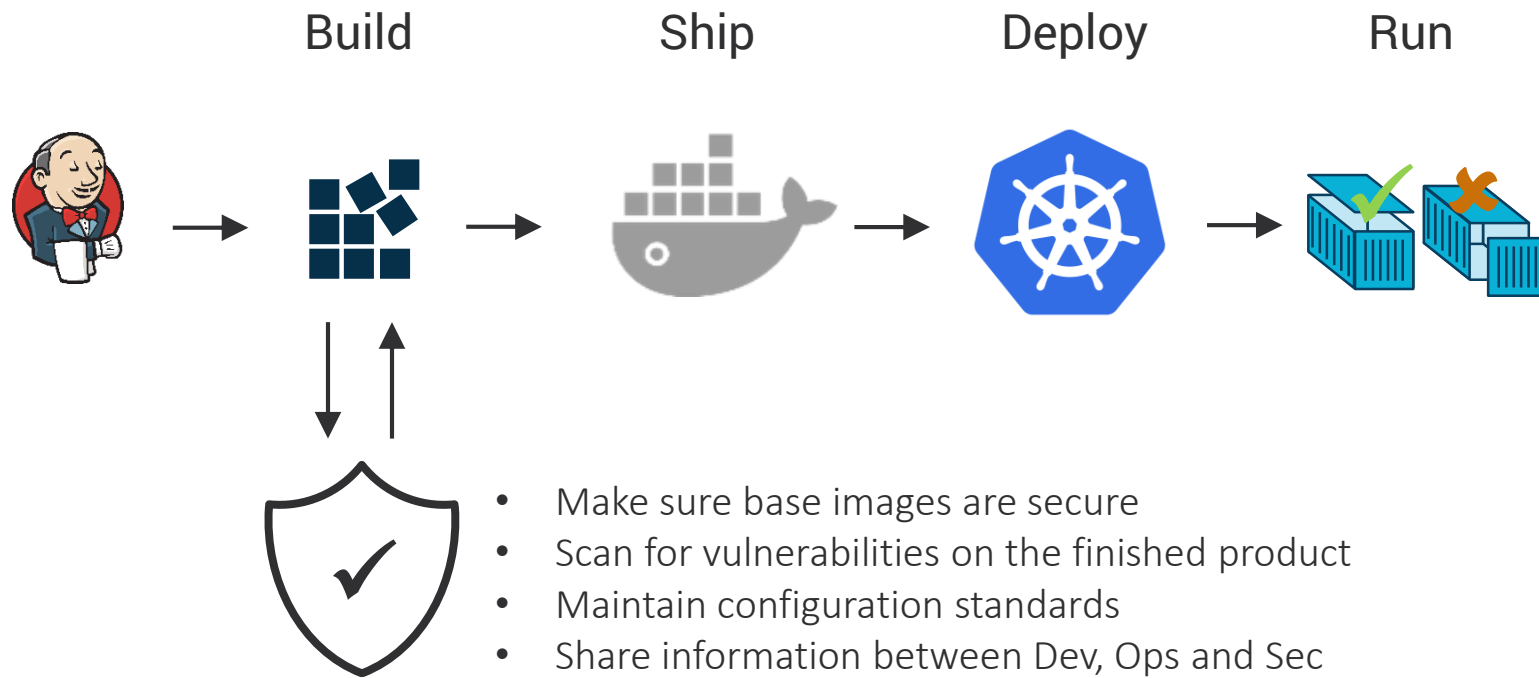 Build
Ship
Deploy
Run
• Make sure base images are secure
• Scan for vulnerabilities on the finished product
• Maintain configuration standards
• Share information between Dev, Ops and Sec